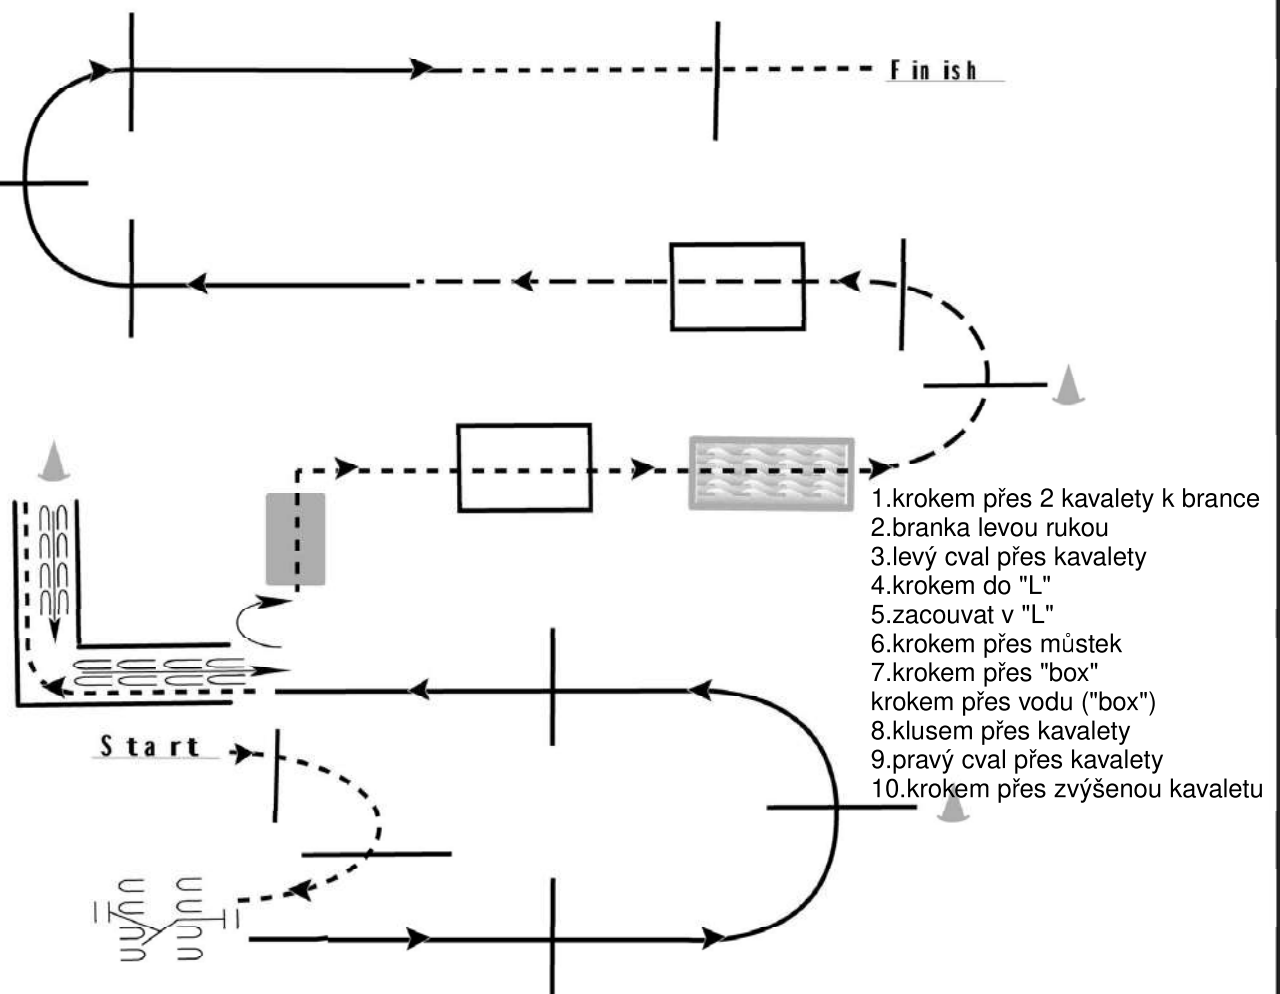 Finish
1.krokem přes 2 kavalety k brance
2.branka levou rukou
3.levý cval přes kavalety
4.krokem do "L"
5.zacouvat v "L"
6.krokem přes můstek
7.krokem přes "box"
krokem přes vodu ("box")
8.klusem přes kavalety
9.pravý cval přes kavalety
10.krokem přes zvýšenou kavaletu
Start